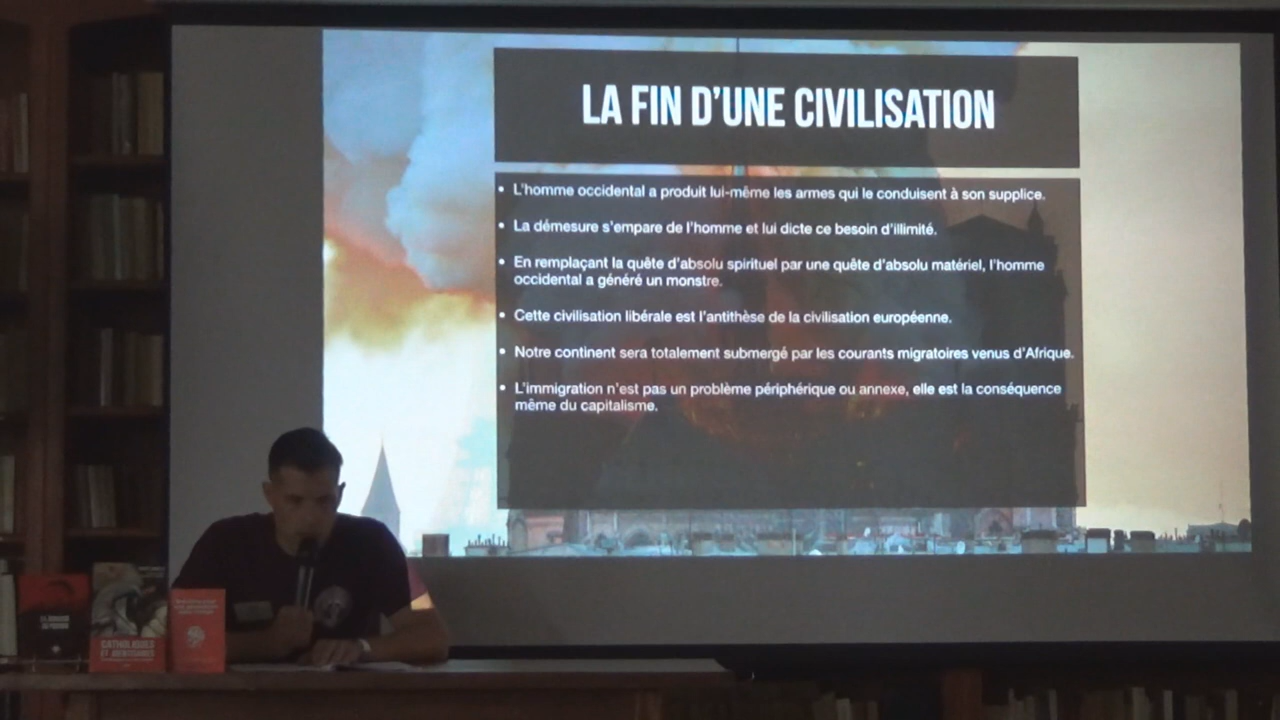 LA FIN D'UNE CIVILISATION
• L'homme occidental a produit lui-même les armes qui le conduisent à son supplice.
• La démesure s'empare de l'homme et lui dicte ce besoin d'illimité.
• En remplaçant la quête d'absolu spirituel par une quête d'absolu matériel, l'homme
occidental a généré un monstre.
• Cette civilisation libérale est l'antithèse de la civilisation européenne.
• Notre continent sera totalement submergé par les courants migratoires venus d'Afrique.
• L'immigration n'est pas un problème périphérique ou annexe, elle est la conséquence
même du capitalisme.
CATHOLIQUES
ET IDENTITAIRES